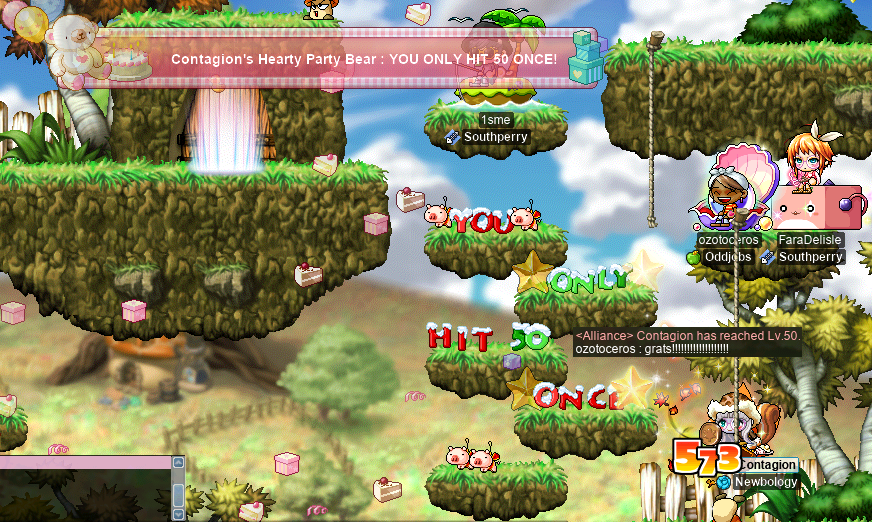 Contagion's Hearty Party Bear : YOU ONLY HIT 50 ONCE!
1sme
Southperry
YOU
ozotoceros
FaraDelisle
Oddjobs
Southperry
ONLY
HIT 50
<Alliance> Contagion has reached Lv.50.
ozotoceros : grats!!!!!!!!!!!!!!!!!!!
ONCE
573
Contagion
Newbology